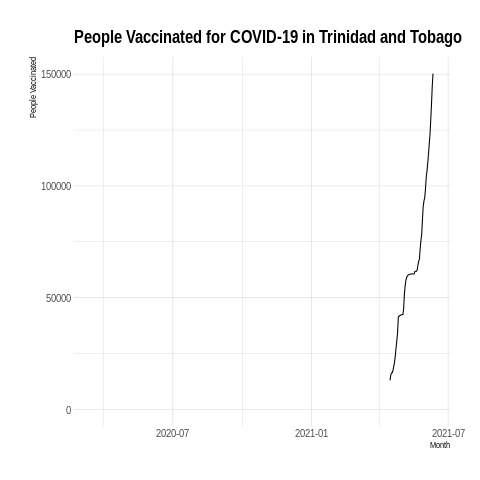 People Vaccinated for COVID-19 in Trinidad and Tobago
People Vaccinated
150000
100000
50000
0
2020-07 2021-01 2021-07
Month